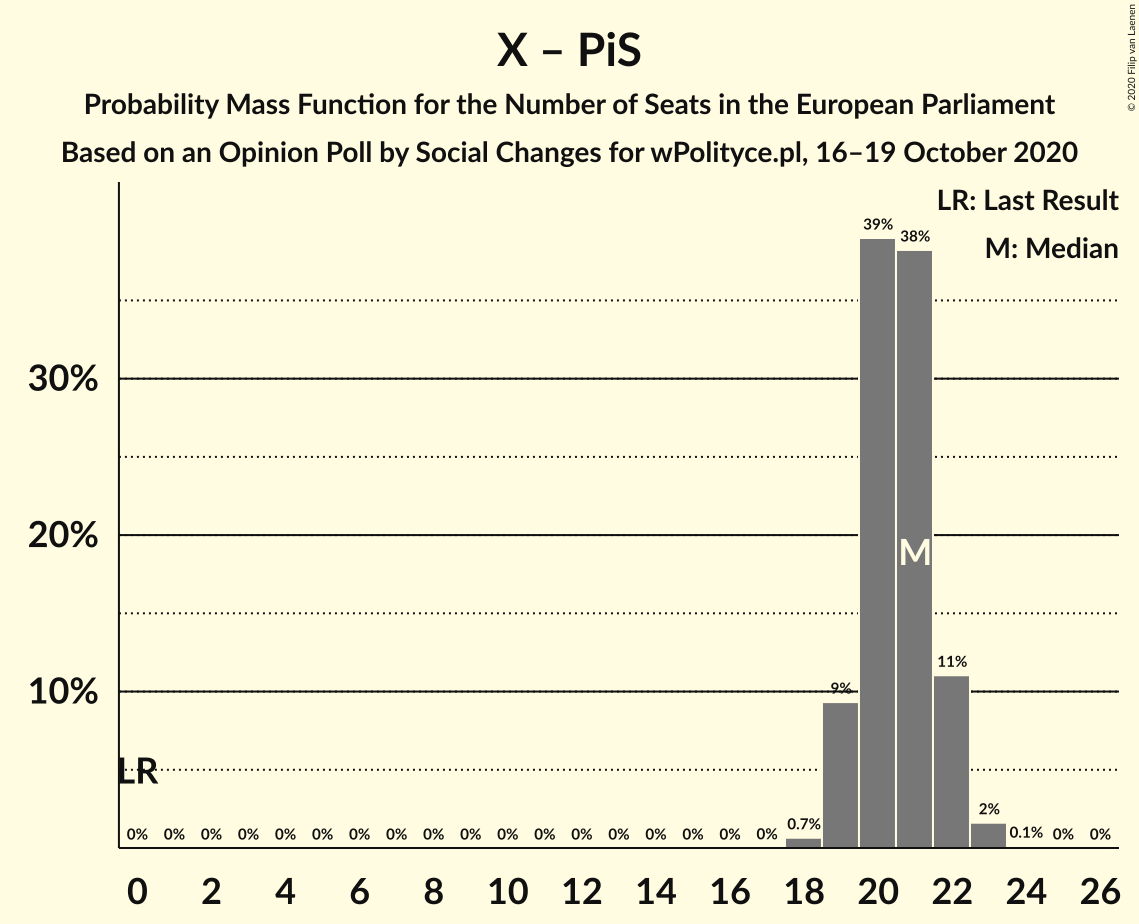 X – PiS
Probability Mass Function for the Number of Seats in the European Parliament
Based on an Opinion Poll by Social Changes for wPolityce.pl, 16–19 October 2020
© 2020 Filip van Laenen
LR: Last Result
M: Median
39%
38%
30%
20%
M
11%
10%
9%
LR
0% 0% 0% 0% 0% 0% 0% 0% 0% 0% 0% 0% 0% 0% 0% 0% 0% 0% 0.7% 2% 0.1% 0% 0%
0 2 4 6 8 10 12 14 16 18 20 22 24 26